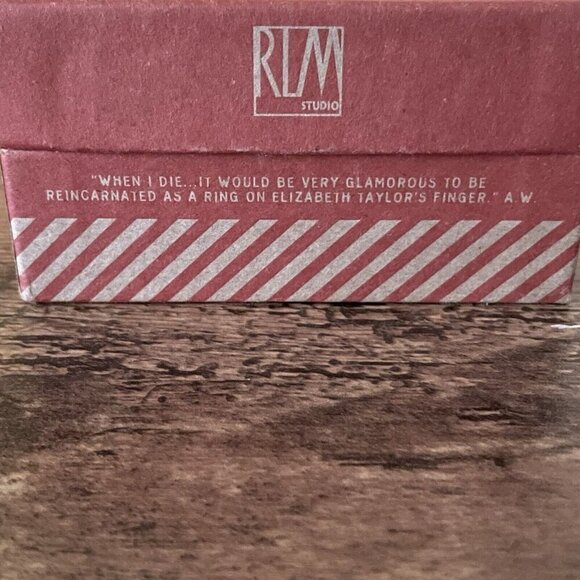 RLM
STUDIO
"WHEN I DIE...IT WOULD BE VERY GLAMOROUS TO BE
REINCARNATED AS A RING ON ELIZABETH TAYLOR'S FINGER." A.W.